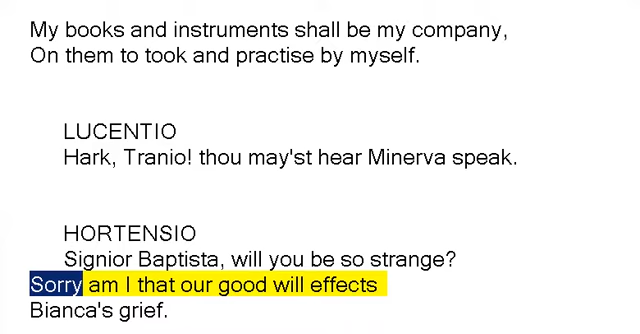 My books and instruments shall be my company,
On them to took and practise by myself.
LUCENTIO
Hark, Tranio! thou may'st hear Minerva speak.
HORTENSIO
Signior Baptista, will you be so strange?
Sorry am I that our good will effects
Bianca's grief.